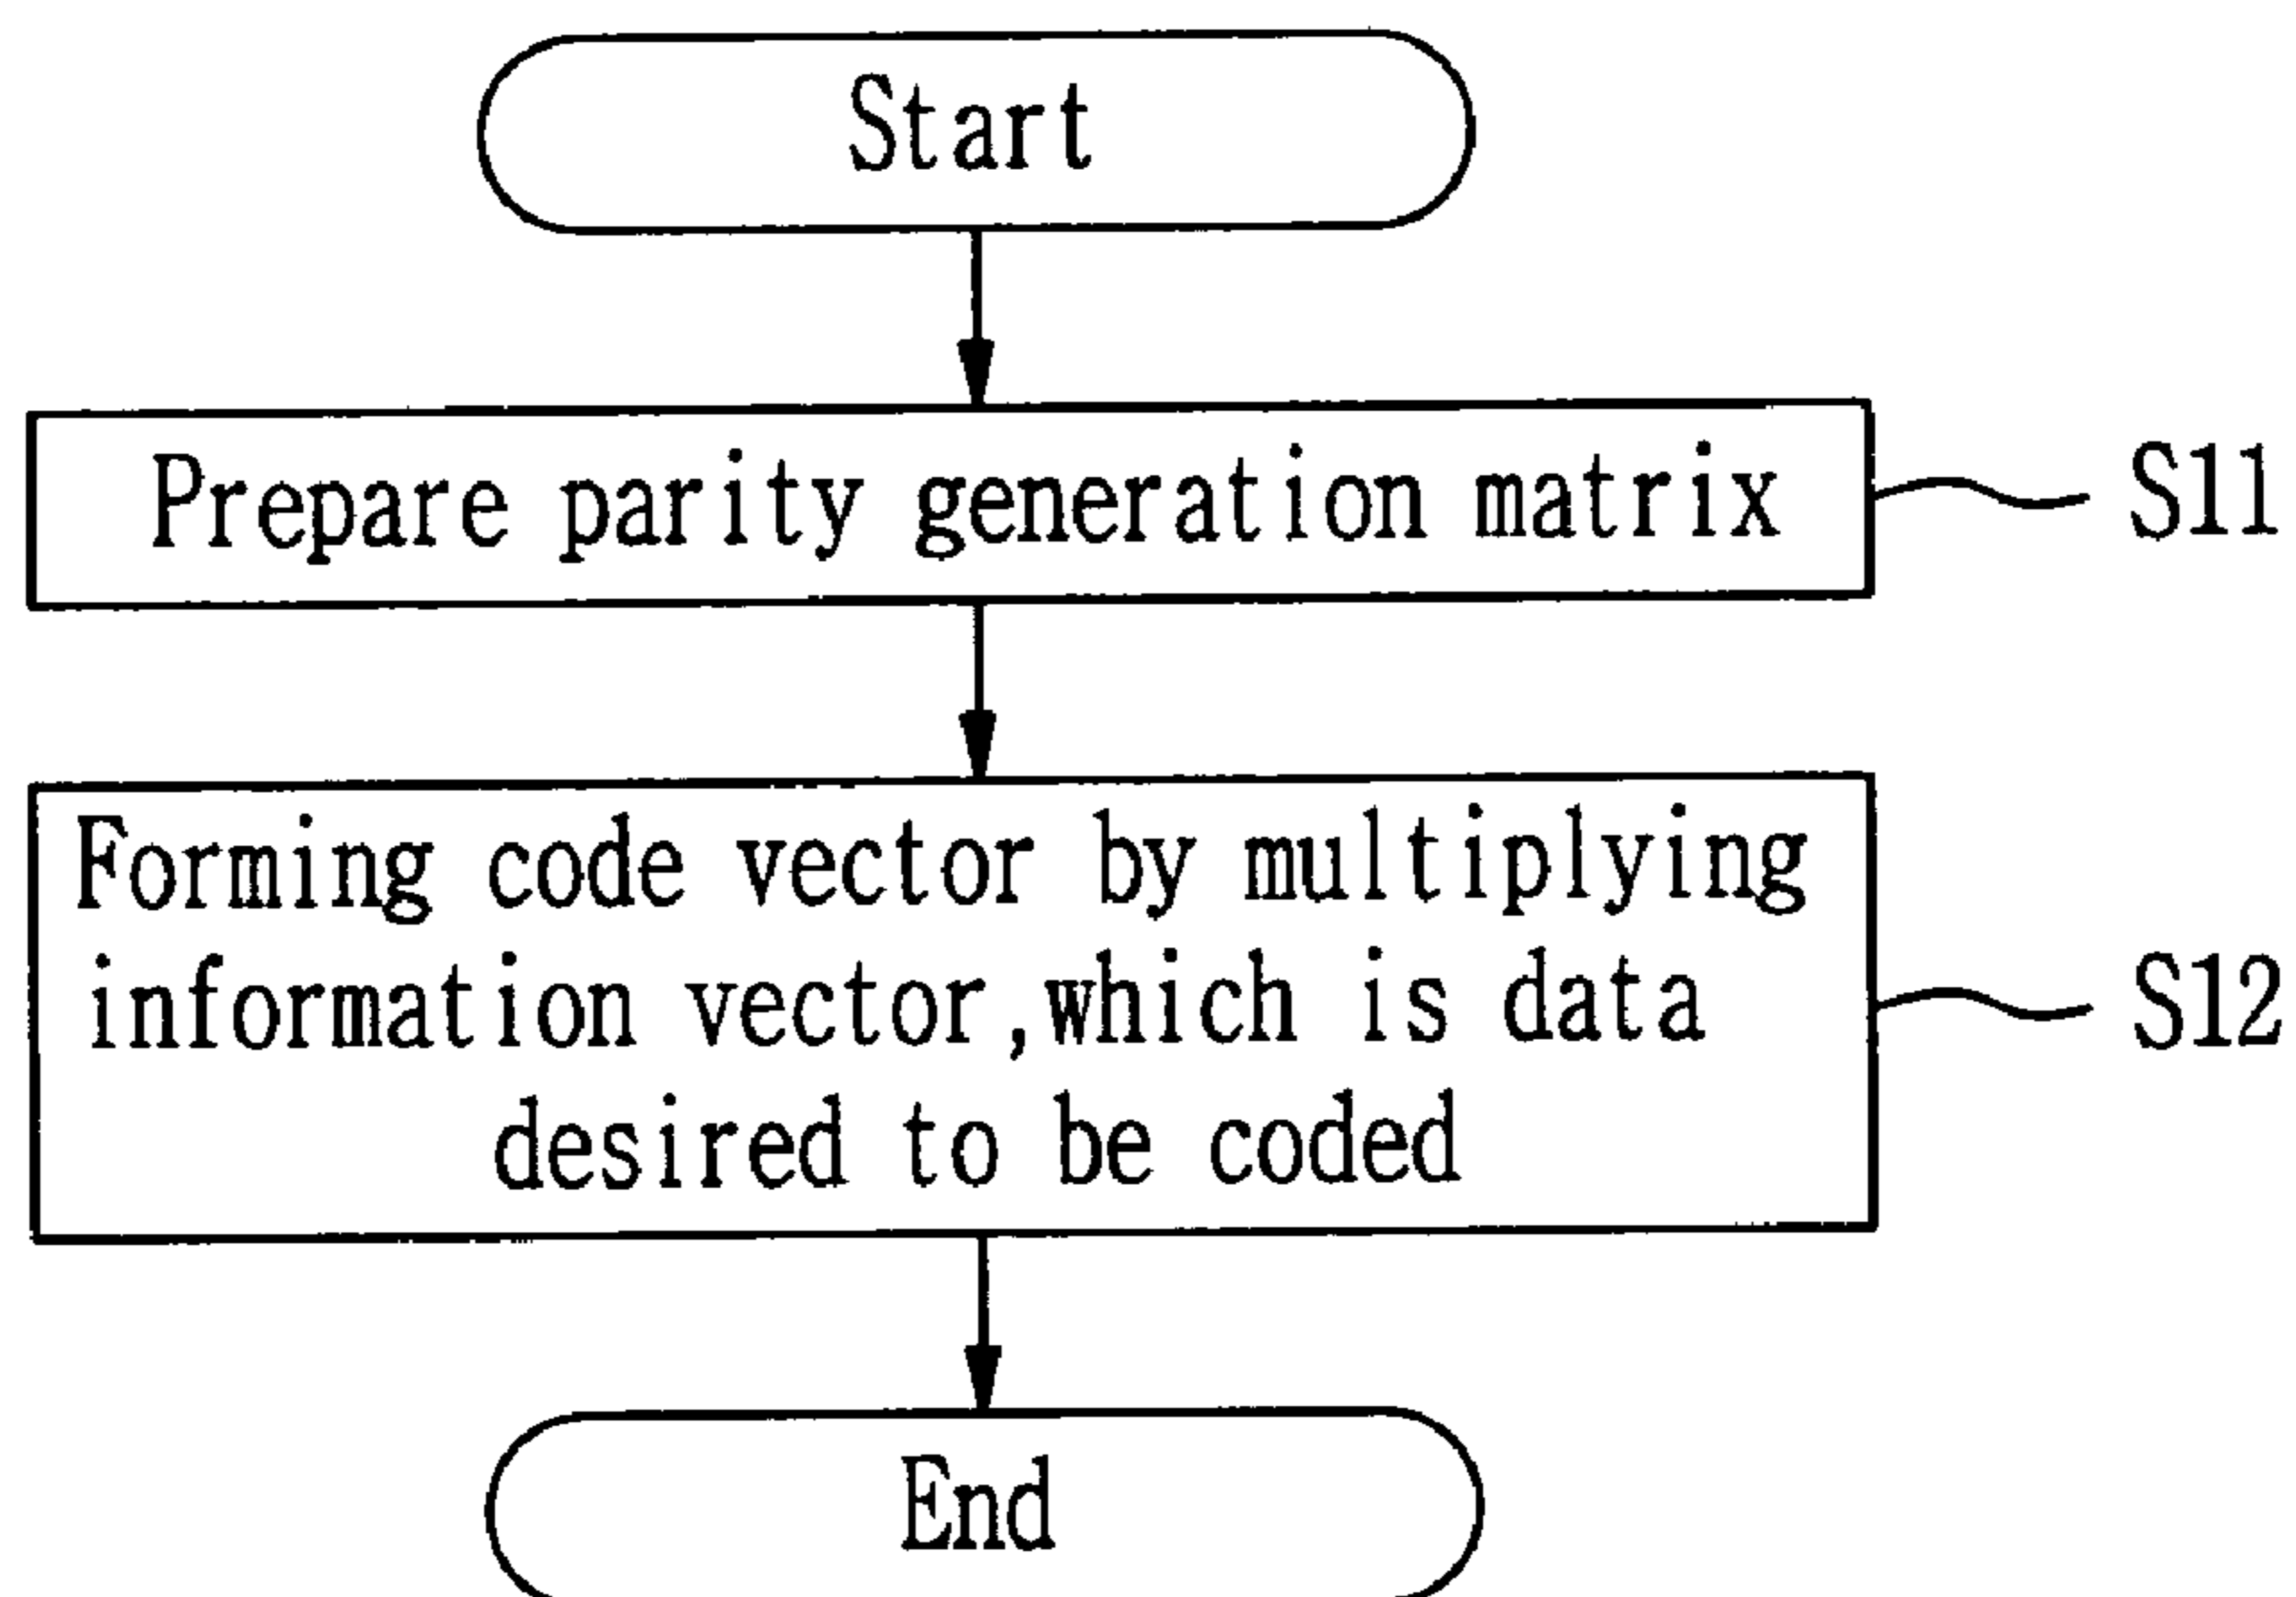 Start
Prepare parity generation matrix
S11
Forming code vector by multiplying
information vector,which is data
desired to be coded
S12
End